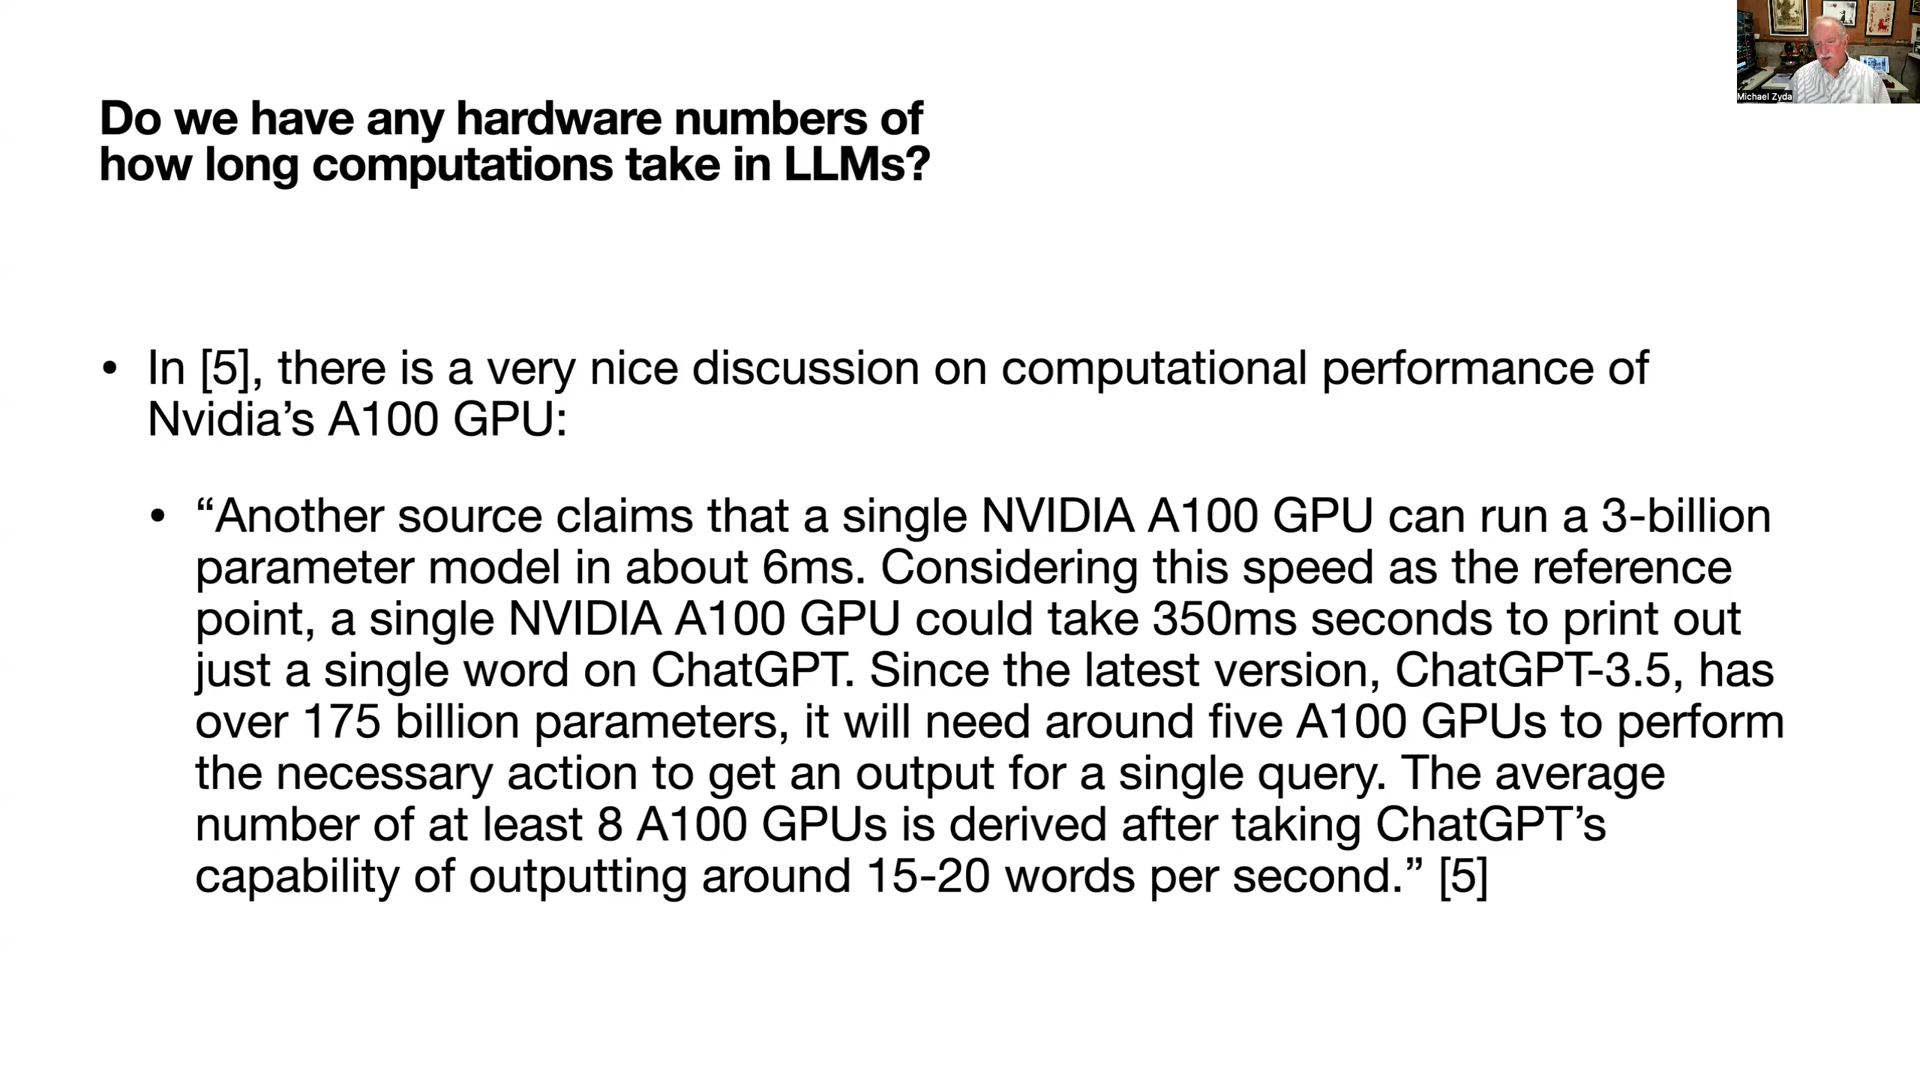 Do we have any hardware numbers of
how long computations take in LLMs?
Michael Zyda
• In [5], there is a very nice discussion on computational performance of
Nvidia’s A100 GPU:
• “Another source claims that a single NVIDIA A100 GPU can run a 3-billion
parameter model in about 6ms. Considering this speed as the reference
point, a single NVIDIA A100 GPU could take 350ms seconds to print out
just a single word on ChatGPT. Since the latest version, ChatGPT-3.5, has
over 175 billion parameters, it will need around five A100 GPUs to perform
the necessary action to get an output for a single query. The average
number of at least 8 A100 GPUs is derived after taking ChatGPT’s
capability of outputting around 15-20 words per second.” [5]